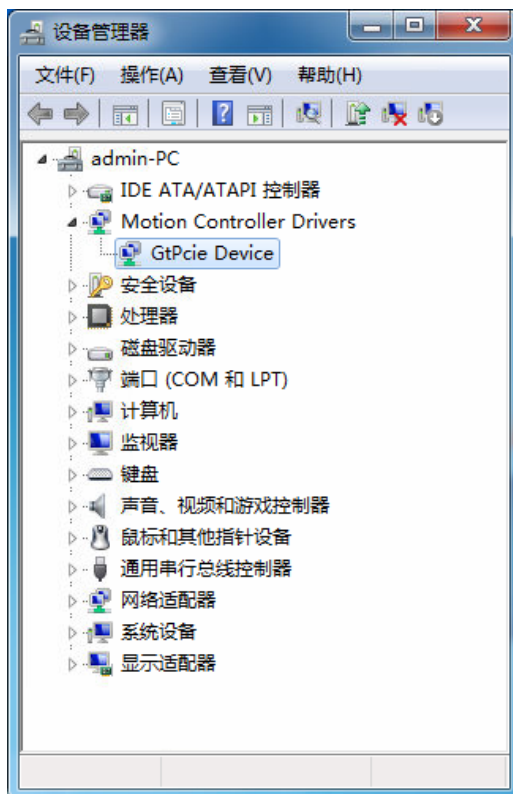 设备管理器
文件(F) 操作(A) 查看(V) 帮助(H)
admin-PC
IDE ATA/ATAPI 控制器
Motion Controller Drivers
GtPcie Device
安全设备
处理器
磁盘驱动器
端口 (COM 和 LPT)
计算机
监视器
键盘
声音、视频和游戏控制器
鼠标和其他指针设备
通用串行总线控制器
网络适配器
系统设备
显示适配器